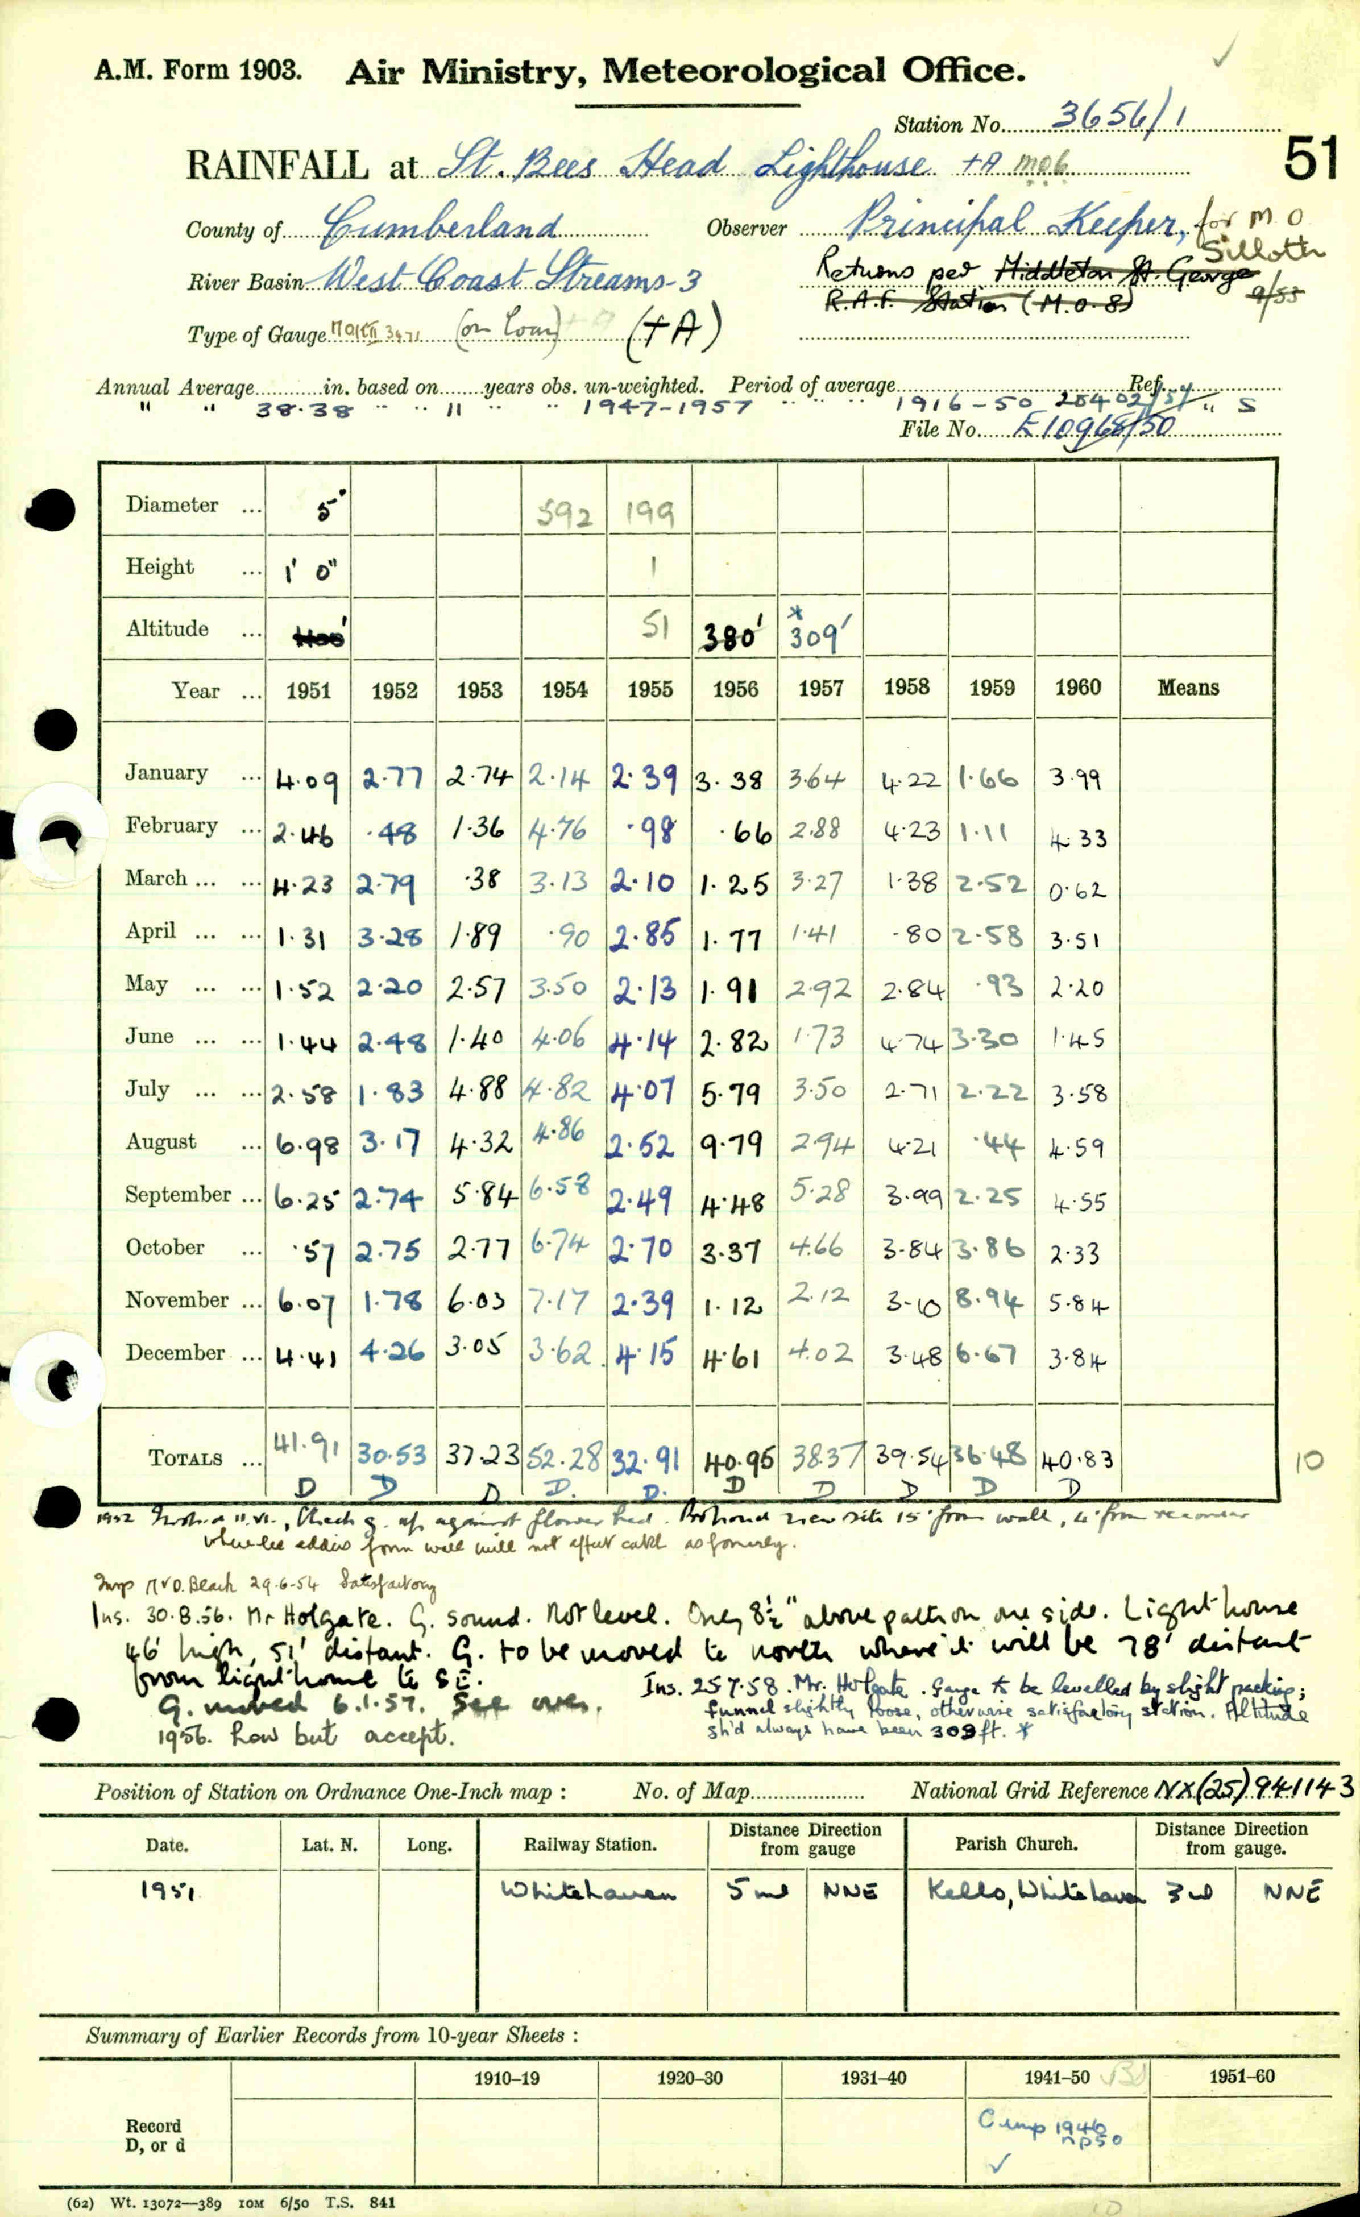 A.M. Form 1903. Air Ministry, Meteorological Office.
Station No. 3656/1
51
RAINFALL at St. Bees Head Lighthouse +A M.O.6
County of Cumberland Observer Principal Keeper, for M O Silloth
River Basin West Coast Streams-3 Returns per Middleton St. George 9/53
R.A.F. Station (M.O.8)
Type of Gauge (on loan) +A (+A)
Annual Average in. based on years obs. un-weighted. Period of average Ref.
" " 38.38 " " 11 " " " 1947-1957 " " " 1916-50 " S
File No. E10968/50
Diameter ... 5" 592 199
Height ... 1' 0" 1
Altitude ... 400' 51 380' * 309'
Year ... 1951 1952 1953 1954 1955 1956 1957 1958 1959 1960 Means
January ... 4.09 2.77 2.74 2.14 2.39 3.38 3.64 4.22 1.66 3.99
February ... 2.46 .48 1.36 4.76 .98 .66 2.88 4.23 1.11 4.33
March ... ... 4.23 2.79 .38 3.13 2.10 1.25 3.27 1.38 2.52 0.62
April ... ... 1.31 3.28 1.89 .90 2.85 1.77 1.41 .80 2.58 3.51
May ... ... 1.52 2.20 2.57 3.50 2.13 1.91 2.92 2.84 .93 2.20
June ... ... 1.44 2.48 1.40 4.06 4.14 2.82 1.73 4.74 3.30 1.45
July ... ... 2.58 1.83 4.88 4.82 4.07 5.79 3.50 2.71 2.22 3.58
August ... 6.98 3.17 4.32 4.86 2.52 9.79 2.94 4.21 .44 4.59
September ... 6.25 2.74 5.84 6.58 2.49 4.48 5.28 3.99 2.25 4.55
October ... .57 2.75 2.77 6.74 2.70 3.37 4.66 3.84 3.86 2.33
November ... 6.07 1.78 6.03 7.17 2.39 1.12 2.12 3.10 8.94 5.84
December ... 4.41 4.26 3.05 3.62 4.15 4.61 4.02 3.48 6.67 3.84
TOTALS ... 41.91 30.53 37.23 52.28 32.91 40.95 38.37 39.54 36.48 40.83 10
D D D D. D. D D D D D
1952 11.VI., Check g. up against flower bed. Proposed new site 15' from wall, 4' from recorder
where eddies from wall will not affect catch as formerly.
Insp Beach 29.6.54 Satisfactory
Ins. 30.8.56. Mr Holgate. G. sound. Not level. Only 8½" above path on one side. Lighthouse
46' high, 51' distant. G. to be moved to north where it will be 78' distant
from lighthouse to SE.
G. moved 6.1.57. See over.
1956. Low but accept.
Ins. 25.7.58. Mr. Holgate. Gauge to be levelled by slight packing;
funnel slightly loose, otherwise satisfactory station. Altitude
sh'd always have been 309 ft. *
Position of Station on Ordnance One-Inch map : No. of Map National Grid Reference NX(25)941143
Date. Lat. N. Long. Railway Station. Distance Direction from gauge Parish Church. Distance Direction from gauge.
1951 Whitehaven 5 ml NNE Kells, Whitehaven 3 ml NNE
Summary of Earlier Records from 10-year Sheets :
1910–19 1920–30 1931–40 1941–50 1951–60
Record
D, or d
Comp 1946
np50
(62) Wt. 13072—389 10M 6/50 T.S. 841
10